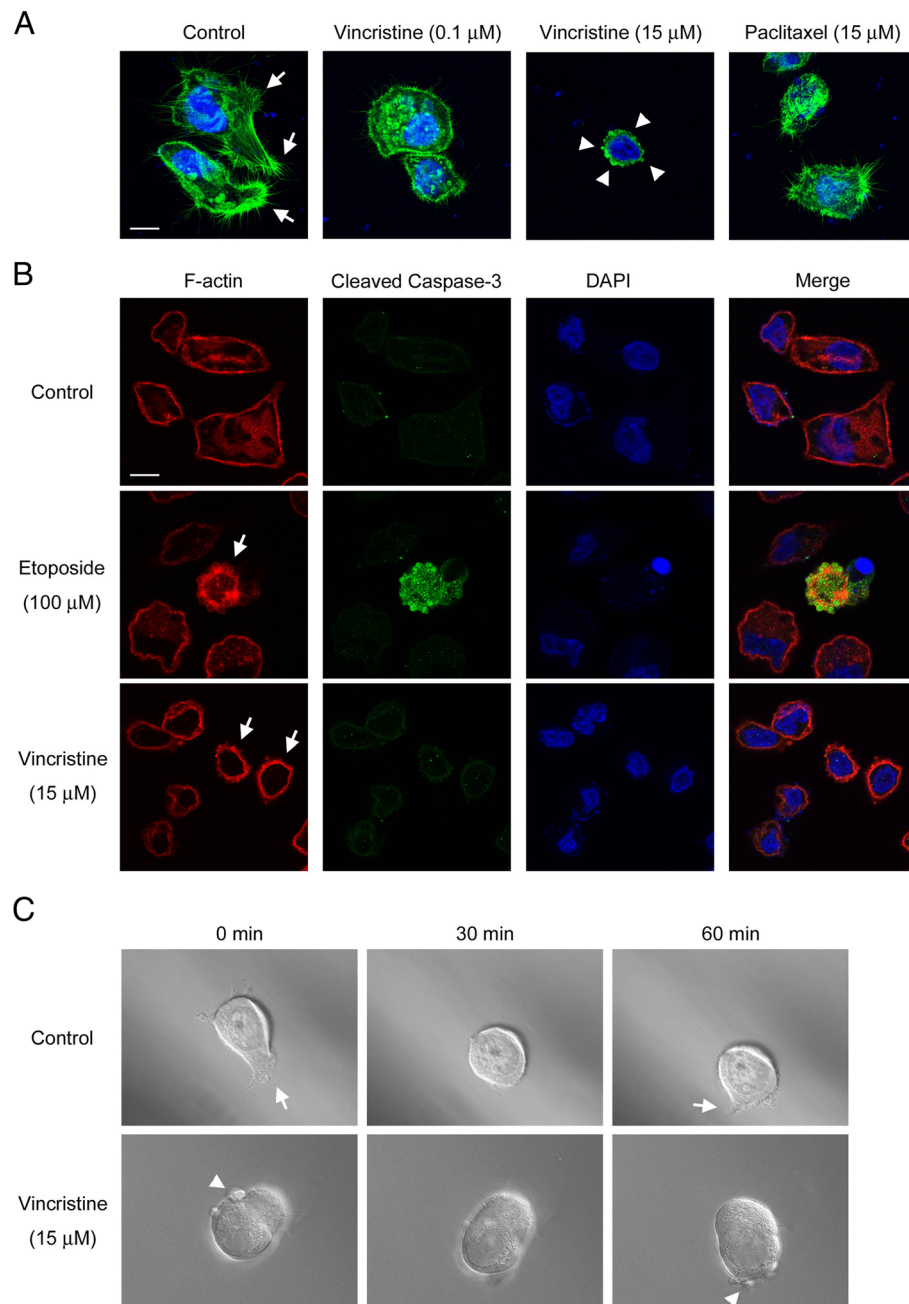 A
Control
Vincristine (0.1 µM)
Vincristine (15 µM)
Paclitaxel (15 µM)
B
F-actin
Cleaved Caspase-3
DAPI
Merge
Control
Etoposide
(100 µM)
Vincristine
(15 µM)
C
0 min
30 min
60 min
Control
Vincristine
(15 µM)